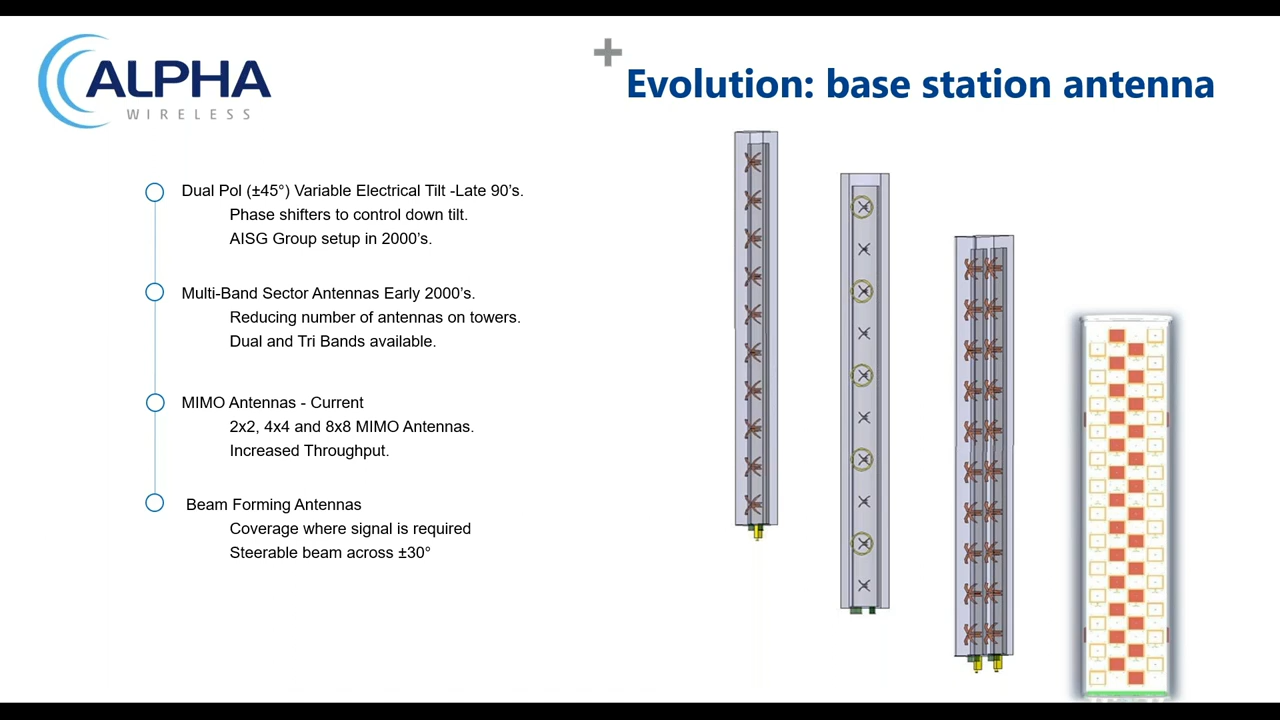 ALPHA
WIRELESS
Evolution: base station antenna
Dual Pol (±45°) Variable Electrical Tilt -Late 90's.
Phase shifters to control down tilt.
AISG Group setup in 2000's.
Multi-Band Sector Antennas Early 2000's.
Reducing number of antennas on towers.
Dual and Tri Bands available.
MIMO Antennas - Current
2x2, 4x4 and 8x8 MIMO Antennas.
Increased Throughput.
Beam Forming Antennas
Coverage where signal is required
Steerable beam across ±30°